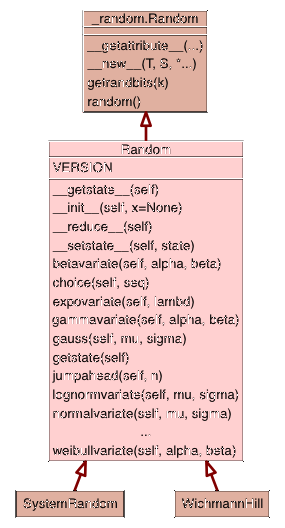 _random.Random
__getattribute__(...)
__new__(T, S, *...)
getrandbits(k)
random()
Random
VERSION
__getstate__(self)
__init__(self, x=None)
__reduce__(self)
__setstate__(self, state)
betavariate(self, alpha, beta)
choice(self, seq)
expovariate(self, lambd)
gammavariate(self, alpha, beta)
gauss(self, mu, sigma)
getstate(self)
jumpahead(self, n)
lognormvariate(self, mu, sigma)
normalvariate(self, mu, sigma)
...
weibullvariate(self, alpha, beta)
SystemRandom
WichmannHill